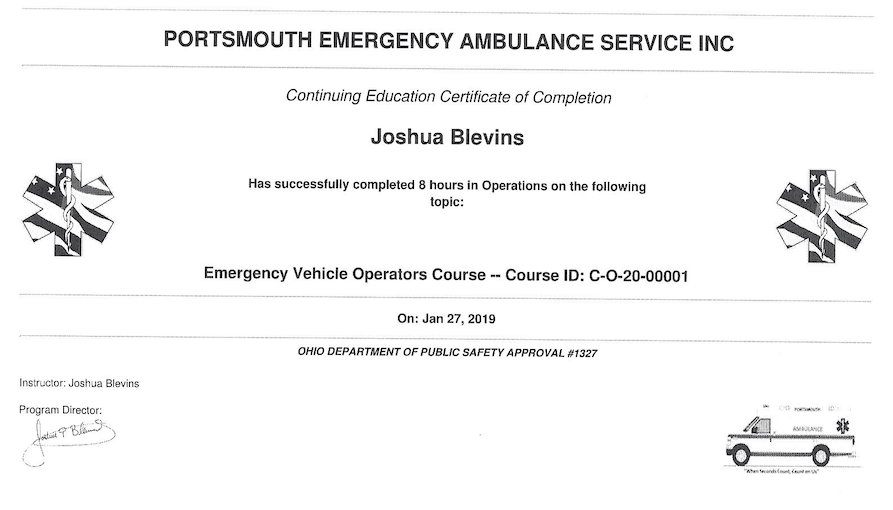 PORTSMOUTH EMERGENCY AMBULANCE SERVICE INC
Continuing Education Certificate of Completion
Joshua Blevins
Has successfully completed 8 hours in Operations on the following
topic:
Emergency Vehicle Operators Course -- Course ID: C-O-20-00001
On: Jan 27, 2019
OHIO DEPARTMENT OF PUBLIC SAFETY APPROVAL #1327
Instructor: Joshua Blevins
Program Director:
PORTSMOUTH
AMBULANCE
"When Seconds Count, Count on Us"